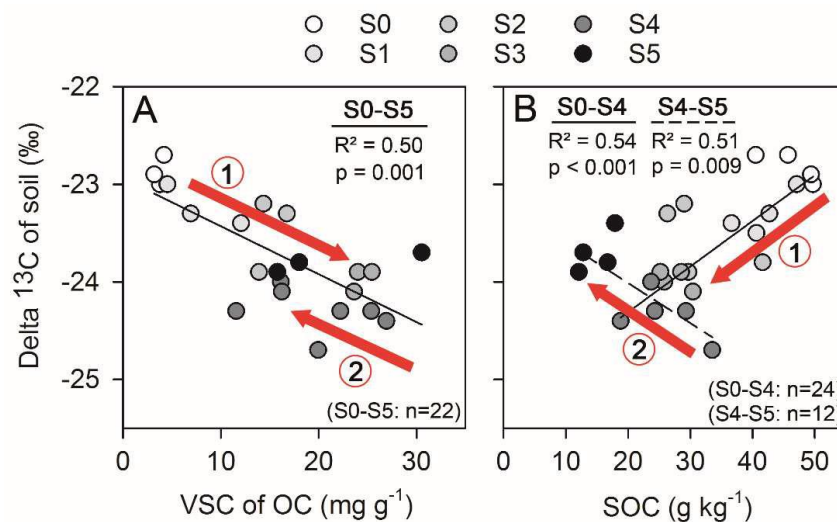 S0 S2 S4
S1 S3 S5
A
S0-S5
R² = 0.50
p = 0.001
1
2
(S0-S5: n=22)
-22
-23
-24
-25
Delta ¹³C of soil (‰)
0 10 20 30
VSC of OC (mg g⁻¹)
B
S0-S4 S4-S5
R² = 0.54 R² = 0.51
p < 0.001 p = 0.009
1
2
(S0-S4: n=24)
(S4-S5: n=12)
0 10 20 30 40 50
SOC (g kg⁻¹)